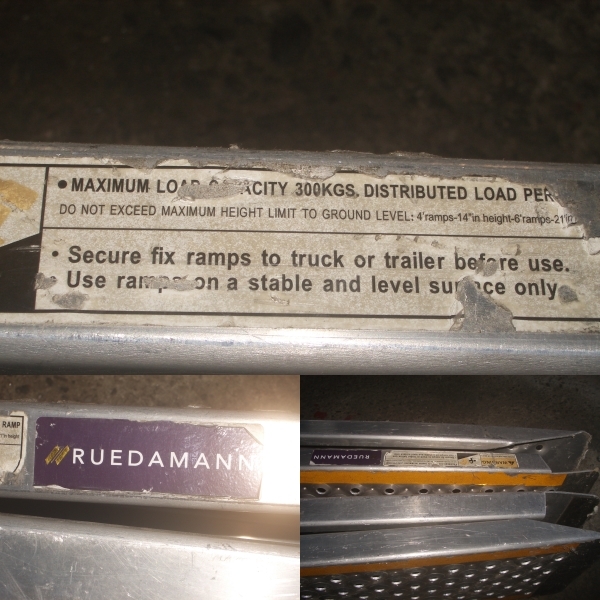 • MAXIMUM LOAD CAPACITY 300KGS. DISTRIBUTED LOAD PER
DO NOT EXCEED MAXIMUM HEIGHT LIMIT TO GROUND LEVEL: 4'ramps-14"in height-6'ramps-21"in
• Secure fix ramps to truck or trailer before use.
Use ramps on a stable and level surface only
RAMP
RUEDAMANN
RUEDAMANN